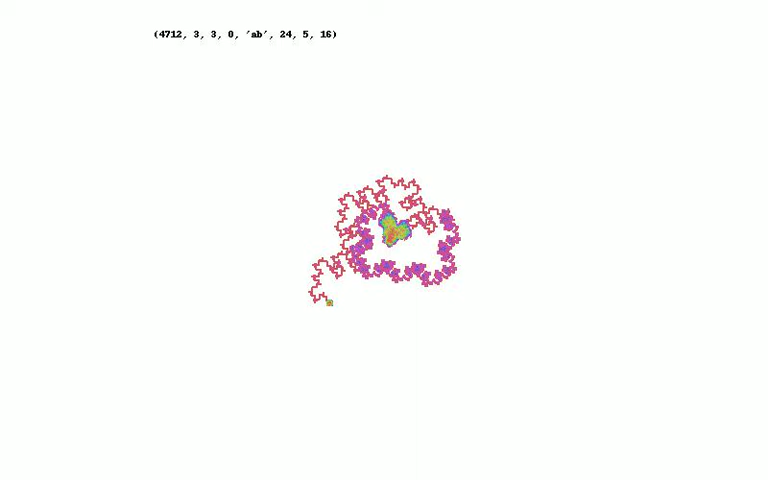 (4712, 3, 3, 0, 'ab', 24, 5, 16)